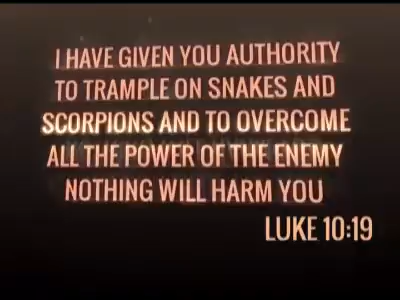 I HAVE GIVEN YOU AUTHORITY
TO TRAMPLE ON SNAKES AND
SCORPIONS AND TO OVERCOME
ALL THE POWER OF THE ENEMY
NOTHING WILL HARM YOU
LUKE 10:19